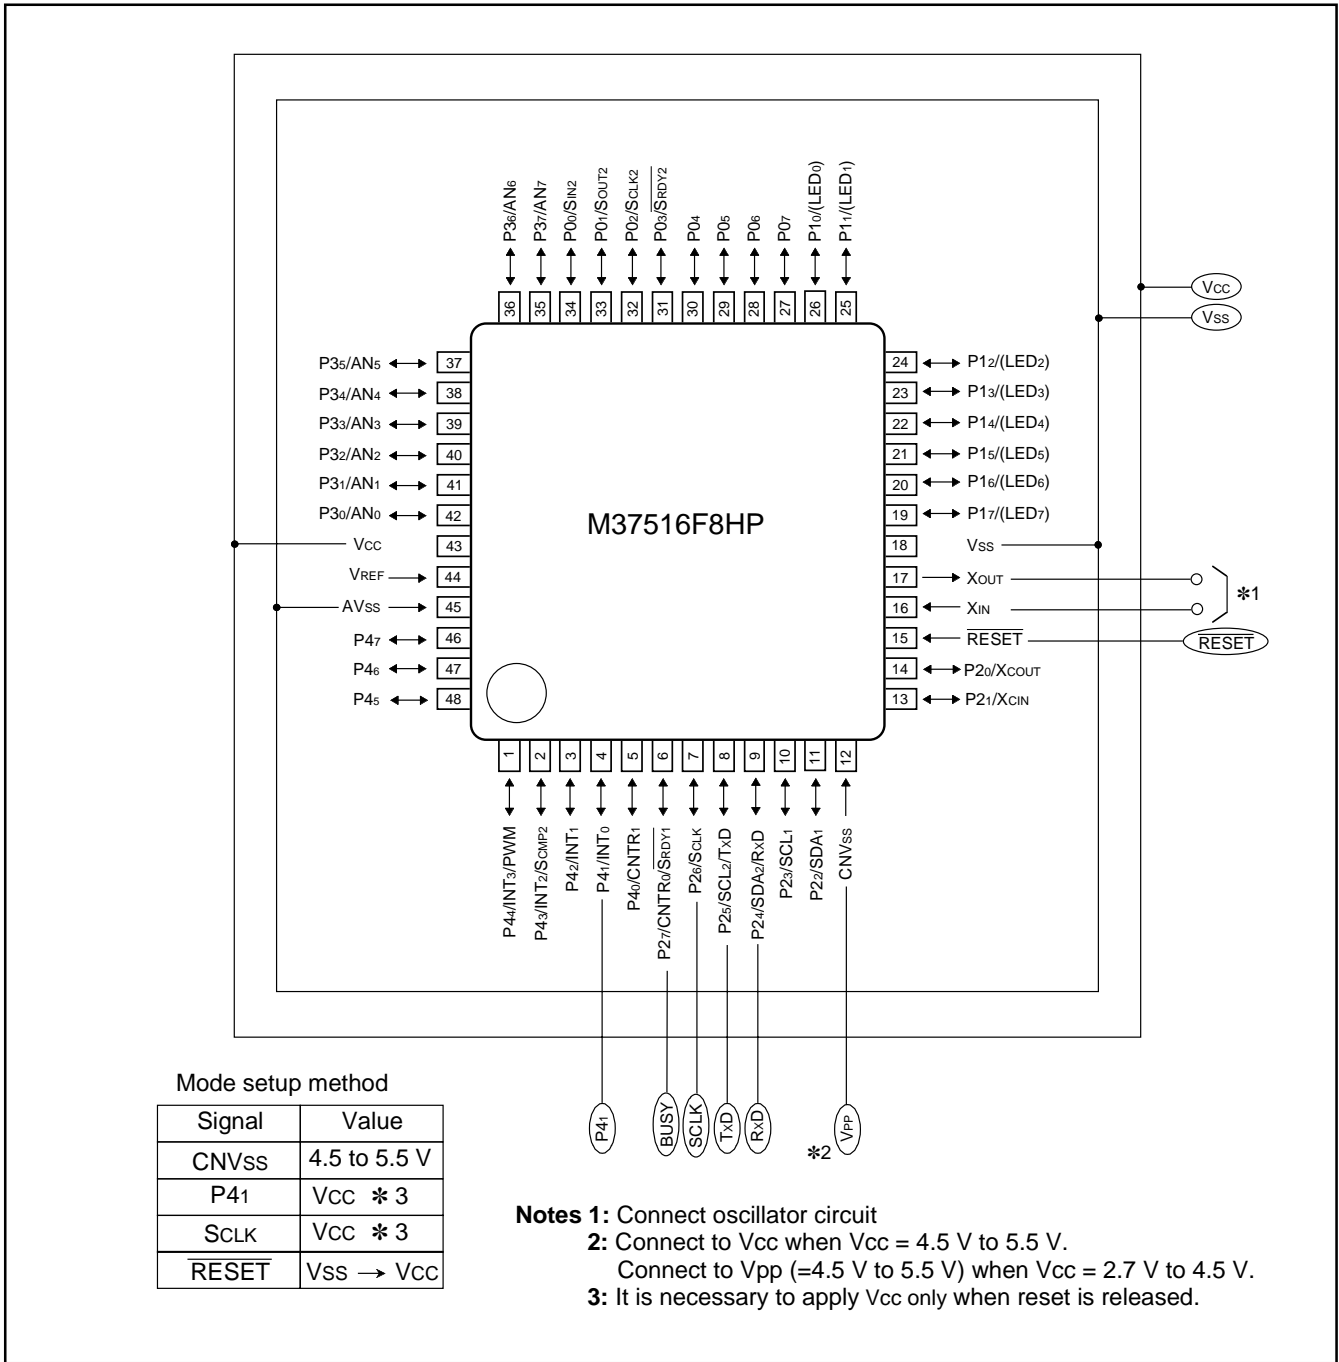 P36/AN6
P37/AN7
P00/SIN2
P01/SOUT2
P02/SCLK2
P03/SRDY2
P04
P05
P06
P07
P10/(LED0)
P11/(LED1)
36
35
34
33
32
31
30
29
28
27
26
25
VCC
VSS
P35/AN5
37
P34/AN4
38
P33/AN3
39
P32/AN2
40
P31/AN1
41
P30/AN0
42
VCC
43
VREF
44
AVSS
45
P47
46
P46
47
P45
48
M37516F8HP
24
P12/(LED2)
23
P13/(LED3)
22
P14/(LED4)
21
P15/(LED5)
20
P16/(LED6)
19
P17/(LED7)
18
VSS
17
XOUT
16
XIN
✽1
15
RESET
RESET
14
P20/XCOUT
13
P21/XCIN
1
2
3
4
5
6
7
8
9
10
11
12
P44/INT3/PWM
P43/INT2/SCMP2
P42/INT1
P41/INT0
P40/CNTR1
P27/CNTR0/SRDY1
P26/SCLK
P25/SCL2/TxD
P24/SDA2/RxD
P23/SCL1
P22/SDA1
CNVSS
P41
BUSY
SCLK
TxD
RxD
✽2
VPP
Mode setup method
Signal Value
CNVSS 4.5 to 5.5 V
P41 VCC ✽ 3
SCLK VCC ✽ 3
RESET VSS → VCC
Notes 1: Connect oscillator circuit
2: Connect to Vcc when Vcc = 4.5 V to 5.5 V.
Connect to Vpp (=4.5 V to 5.5 V) when Vcc = 2.7 V to 4.5 V.
3: It is necessary to apply Vcc only when reset is released.